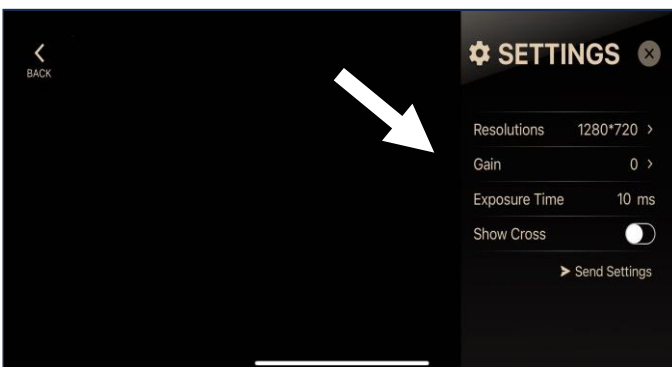 BACK
SETTINGS
Resolutions 1280*720 >
Gain 0 >
Exposure Time 10 ms
Show Cross
Send Settings